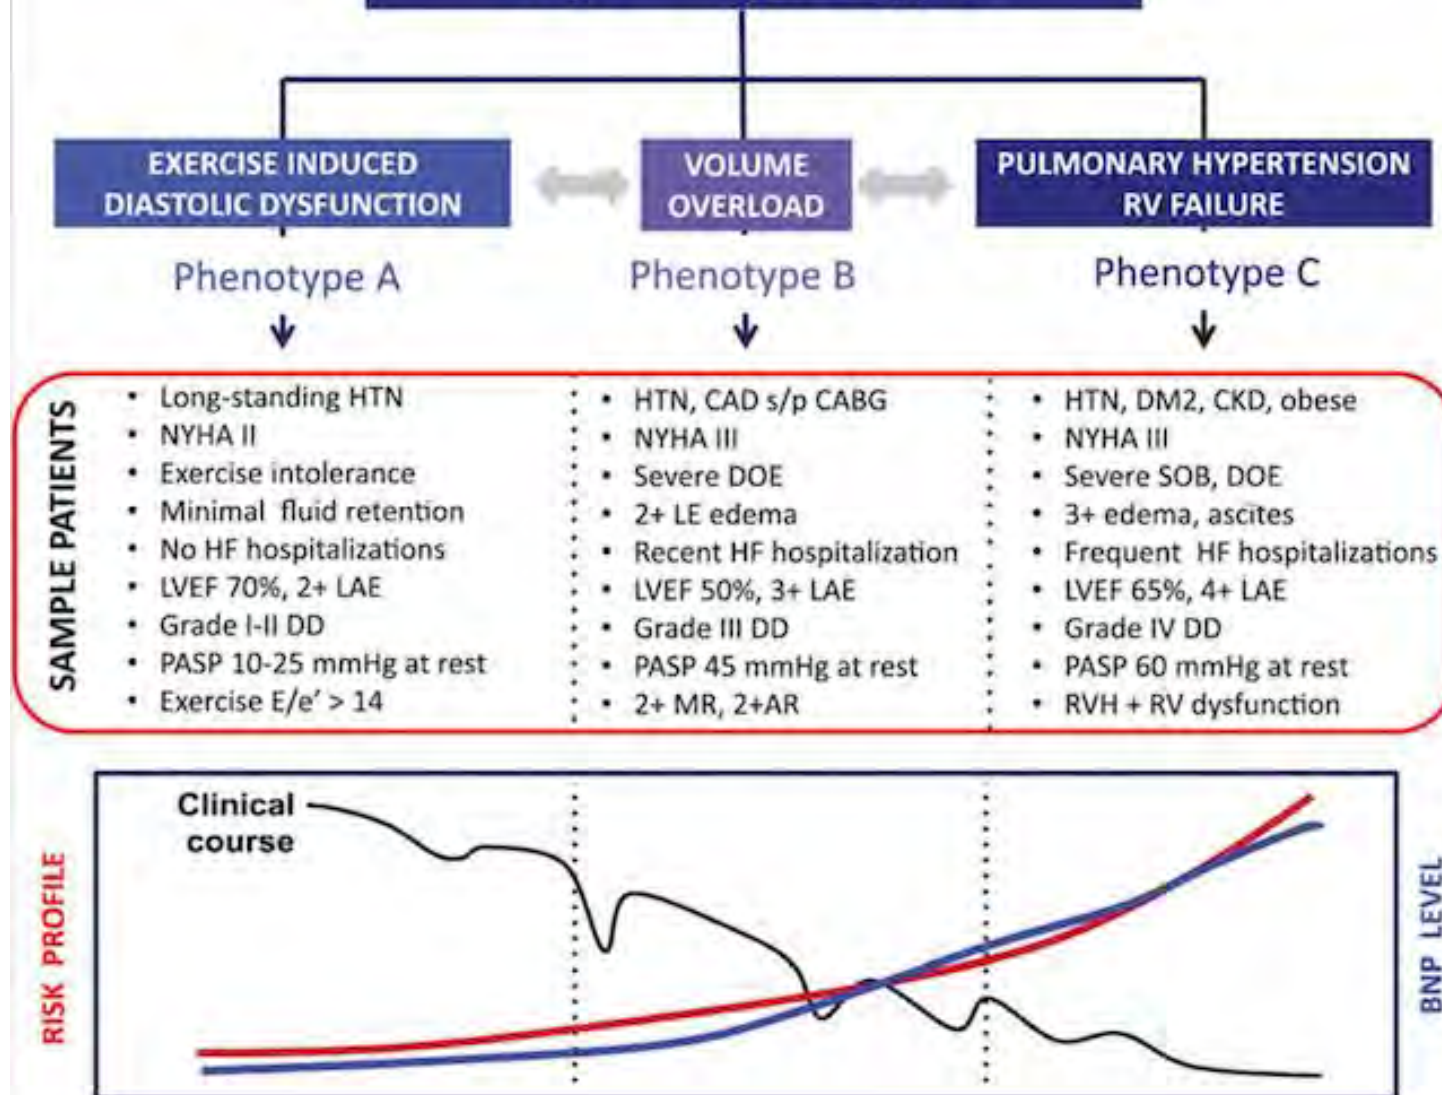 EXERCISE INDUCED
DIASTOLIC DYSFUNCTION
VOLUME
OVERLOAD
PULMONARY HYPERTENSION
RV FAILURE
Phenotype A
Phenotype B
Phenotype C
SAMPLE PATIENTS
• Long-standing HTN
• NYHA II
• Exercise intolerance
• Minimal fluid retention
• No HF hospitalizations
• LVEF 70%, 2+ LAE
• Grade I-II DD
• PASP 10-25 mmHg at rest
• Exercise E/e' > 14
• HTN, CAD s/p CABG
• NYHA III
• Severe DOE
• 2+ LE edema
• Recent HF hospitalization
• LVEF 50%, 3+ LAE
• Grade III DD
• PASP 45 mmHg at rest
• 2+ MR, 2+AR
• HTN, DM2, CKD, obese
• NYHA III
• Severe SOB, DOE
• 3+ edema, ascites
• Frequent HF hospitalizations
• LVEF 65%, 4+ LAE
• Grade IV DD
• PASP 60 mmHg at rest
• RVH + RV dysfunction
Clinical
course
RISK PROFILE
BNP LEVEL